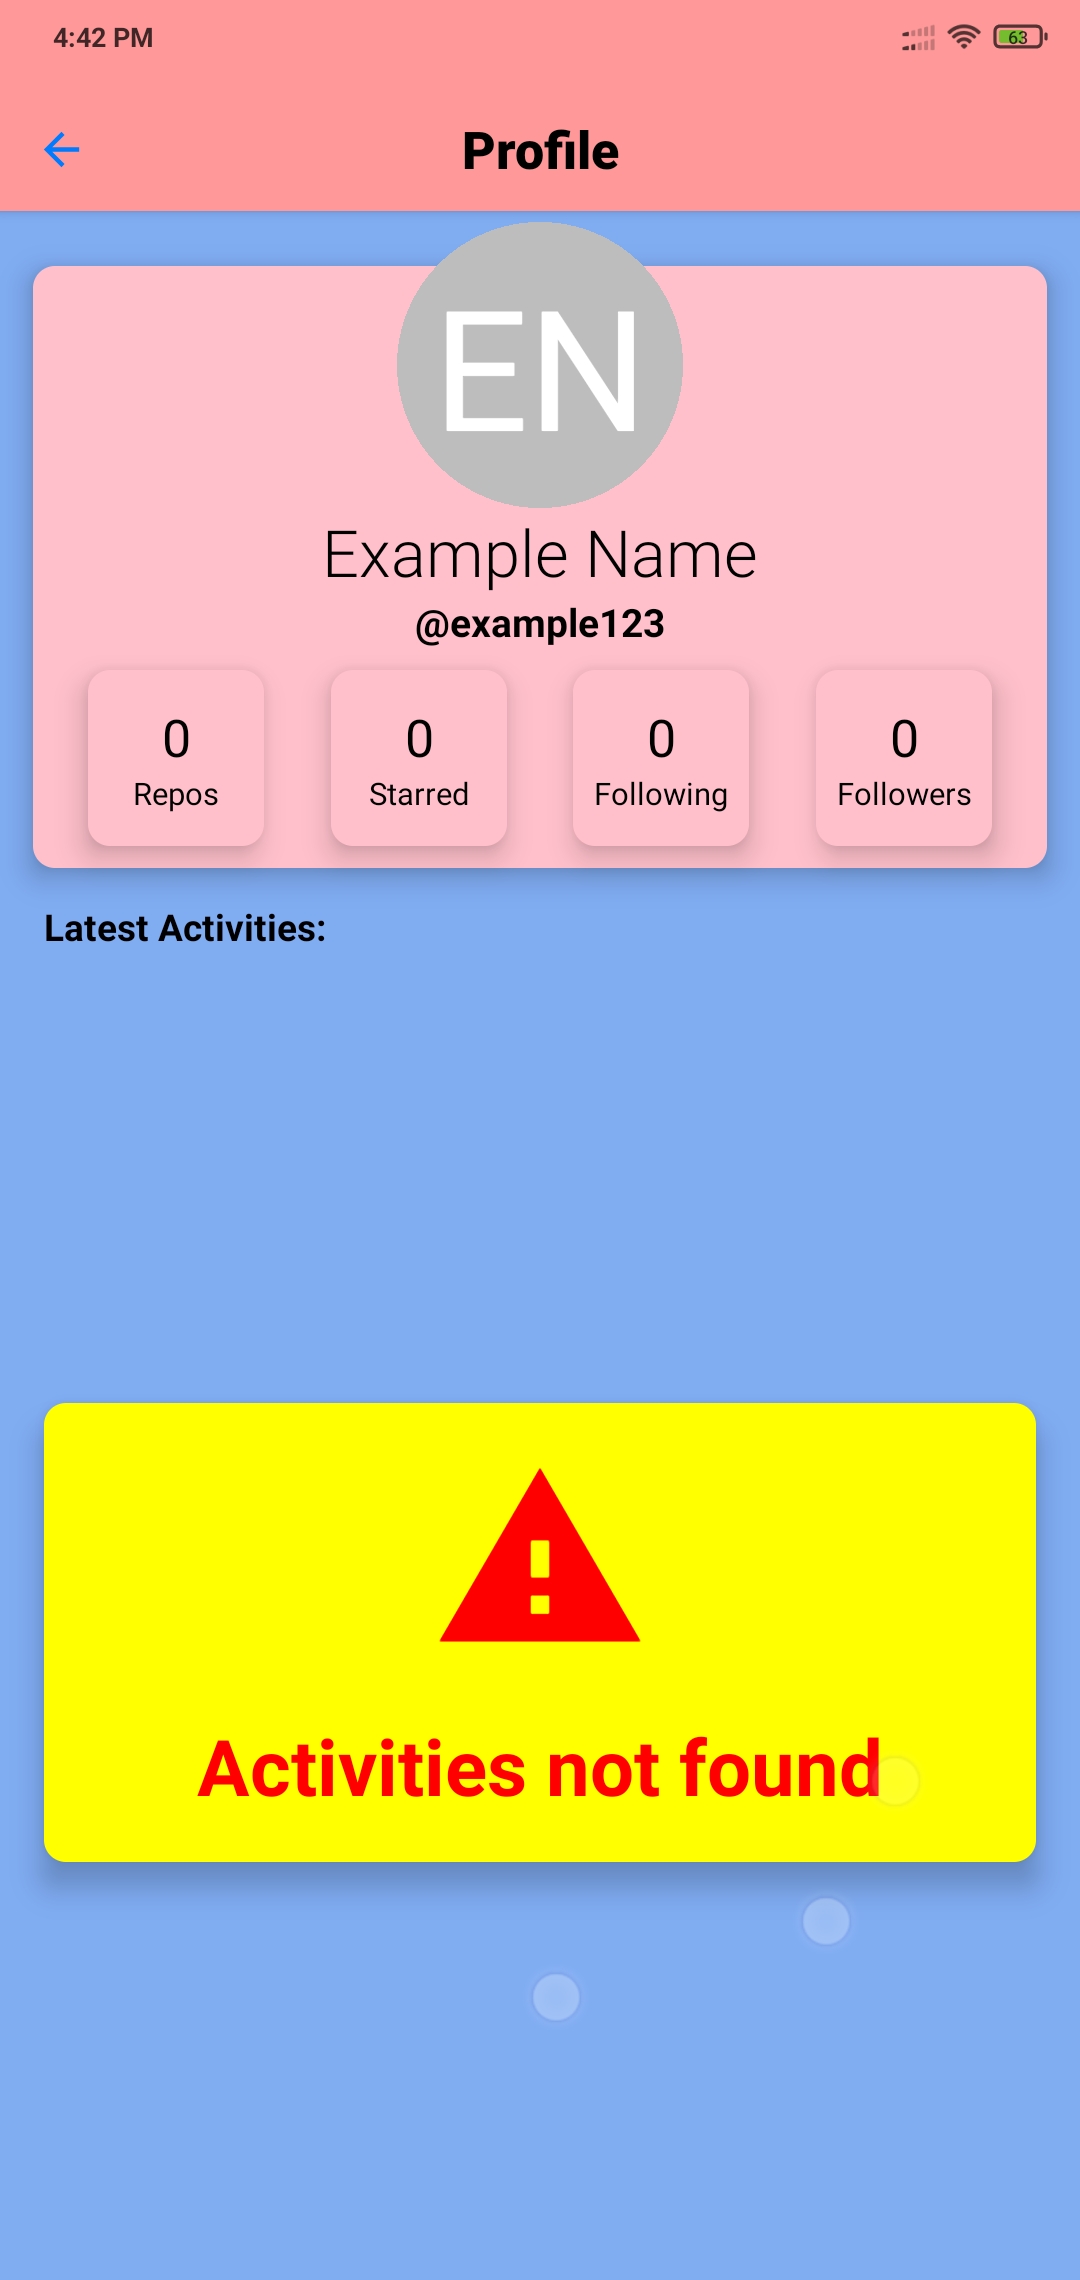 4:42 PM
63
Profile
EN
Example Name
@example123
0 0 0 0
Repos Starred Following Followers
Latest Activities:
Activities not found